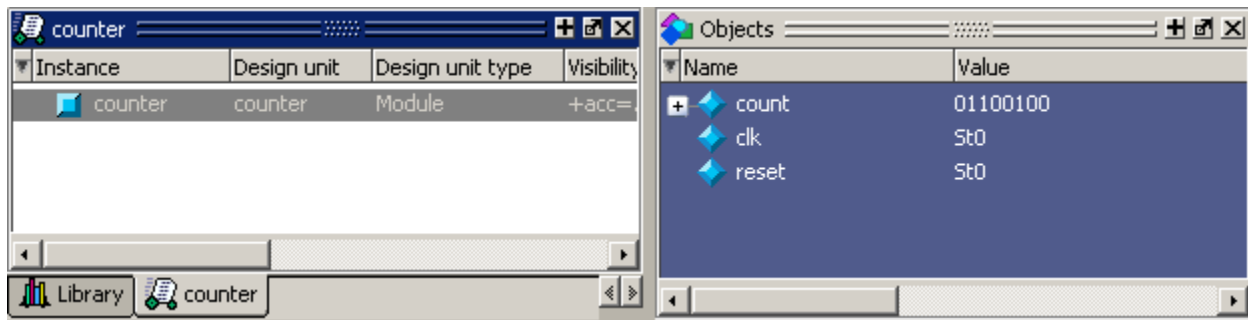 counter
Instance Design unit Design unit type Visibility
counter counter Module +acc=.
Library counter
Objects
Name Value
count 01100100
clk St0
reset St0